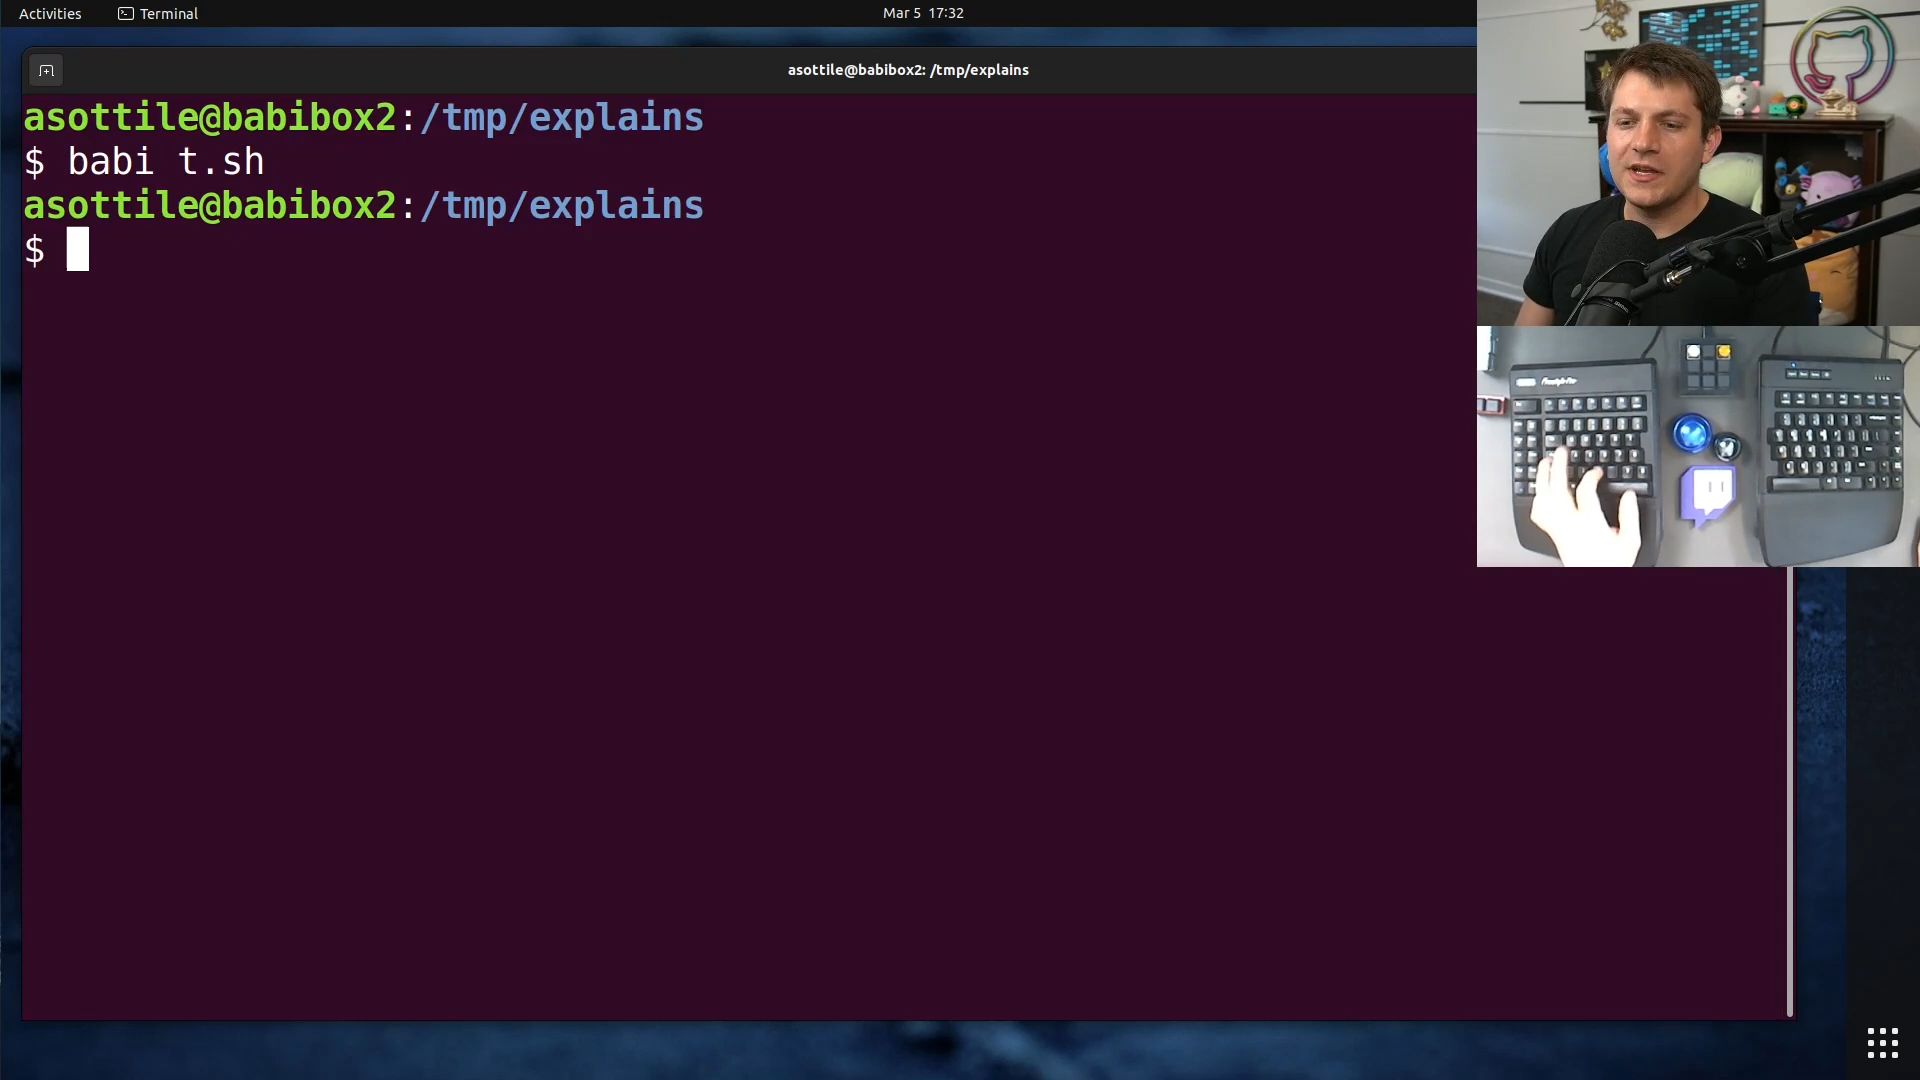 Activities
Terminal
Mar 5 17:32
asottile@babibox2: /tmp/explains
asottile@babibox2:/tmp/explains
$ babi t.sh
asottile@babibox2:/tmp/explains
$